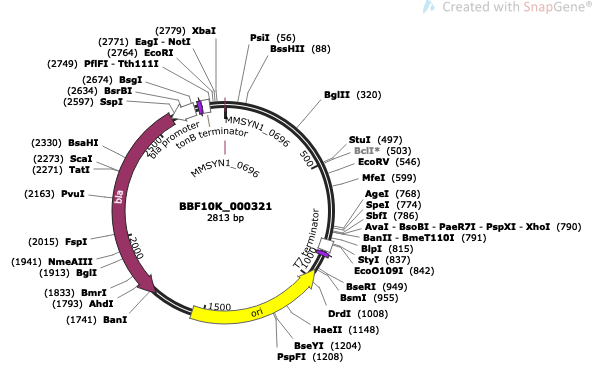 Created with SnapGene®
(2779) XbaI
(2771) EagI - NotI
(2764) EcoRI
(2749) PflFI - Tth111I
(2674) BsgI
(2634) BsrBI
(2597) SspI
PsiI (56)
BssHII (88)
BglII (320)
StuI (497)
BclI* (503)
EcoRV (546)
MfeI (599)
AgeI (768)
SpeI (774)
SbfI (786)
AvaI - BsoBI - PaeR7I - PspXI - XhoI (790)
BanII - BmeT110I (791)
BlpI (815)
StyI (837)
EcoO109I (842)
BseRI (949)
BsmI (955)
DrdI (1008)
HaeII (1148)
BseYI (1204)
PspFI (1208)
(2330) BsaHI
(2273) ScaI
(2271) TatI
(2163) PvuI
(2015) FspI
(1941) NmeAIII
(1913) BglI
(1833) BmrI
(1793) AhdI
(1741) BanI
bla promoter
tonB terminator
MMSYN1_0696
MMSYN1_0696
T7 terminator
bla
ori
500
1000
1500
2000
BBF10K_000321
2813 bp